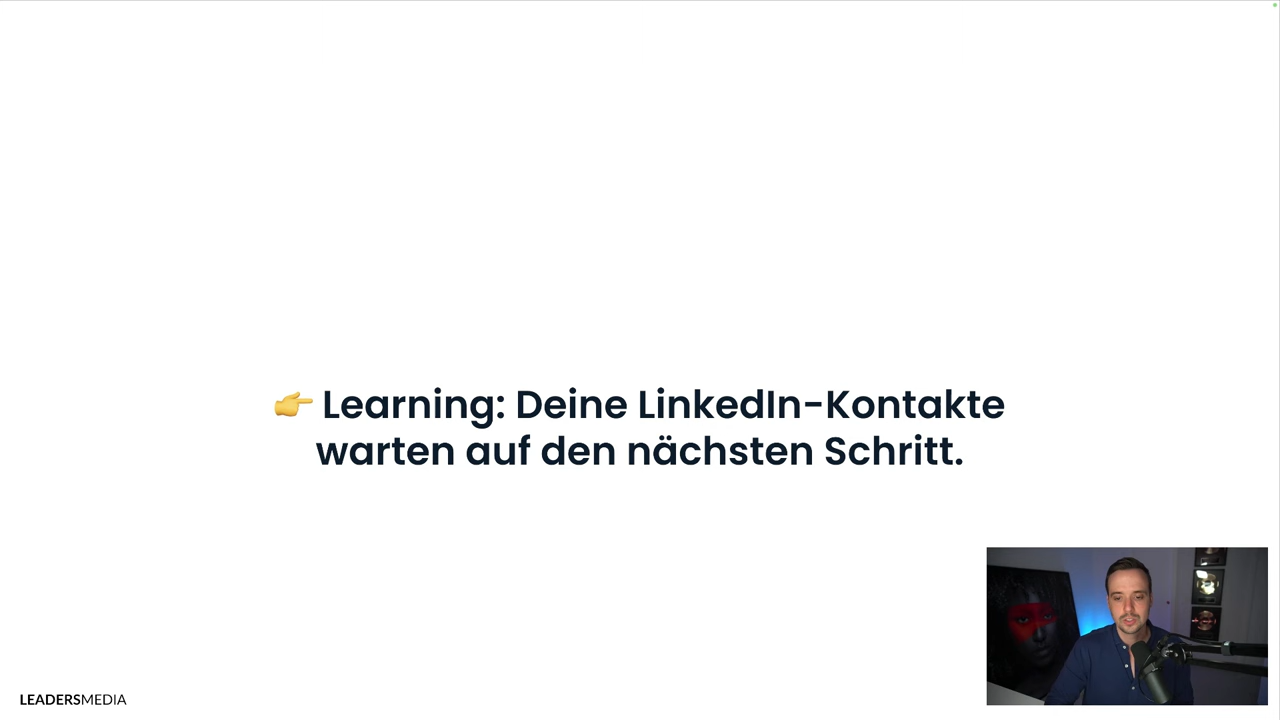 👉 Learning: Deine LinkedIn-Kontakte
warten auf den nächsten Schritt.
LEADERSMEDIA